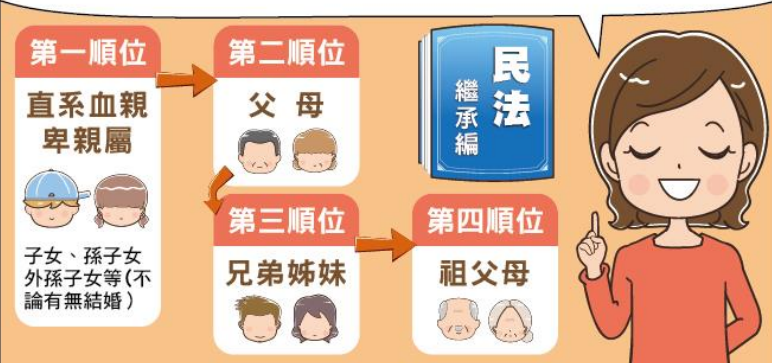 第一順位
直系血親
卑親屬
子女、孫子女
外孫子女等(不
論有無結婚)
第二順位
父 母
第三順位
兄弟姊妹
第四順位
祖父母
民法
繼承編